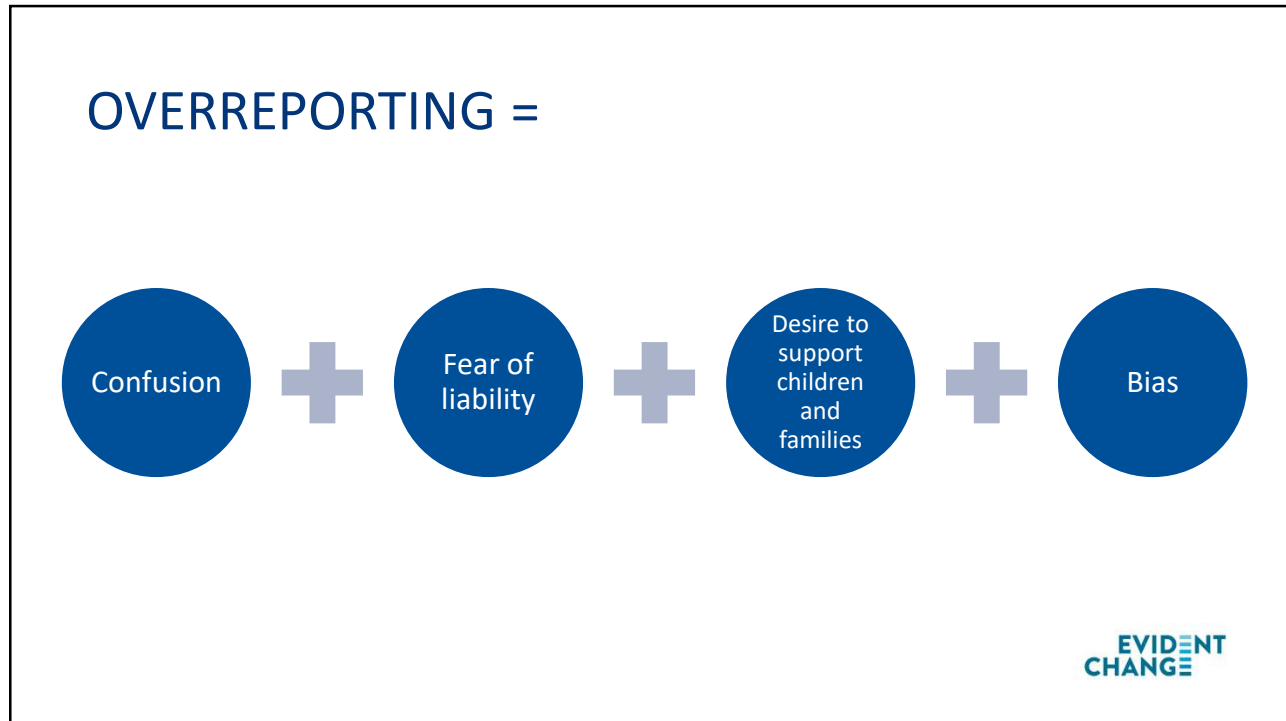 OVERREPORTING =
Confusion
Fear of
liability
Desire to
support
children
and
families
Bias
EVIDENT
CHANGE